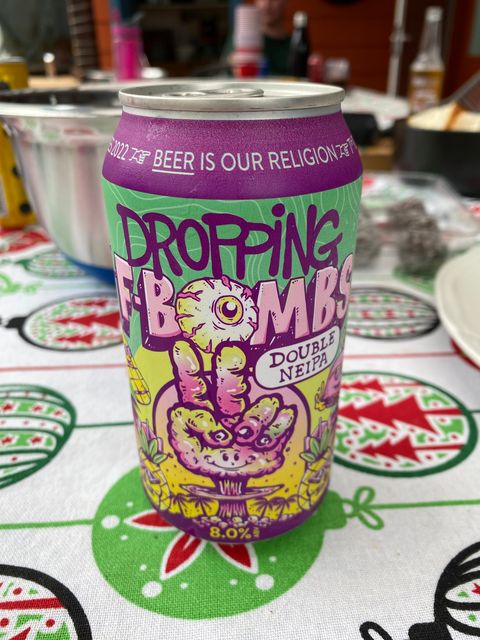 2022 BEER IS OUR RELIGION
DROPPING
F-BOMBS
DOUBLE
NEIPA
8.0%